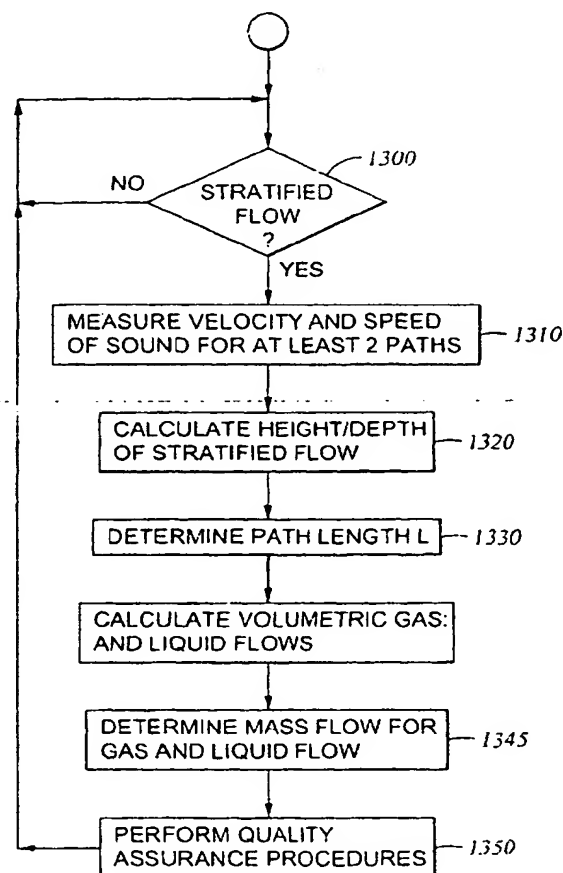 1300
NO
STRATIFIED
FLOW
?
YES
MEASURE VELOCITY AND SPEED
OF SOUND FOR AT LEAST 2 PATHS
1310
CALCULATE HEIGHT/DEPTH
OF STRATIFIED FLOW
1320
DETERMINE PATH LENGTH L
1330
CALCULATE VOLUMETRIC GAS:
AND LIQUID FLOWS
DETERMINE MASS FLOW FOR
GAS AND LIQUID FLOW
1345
PERFORM QUALITY
ASSURANCE PROCEDURES
1350